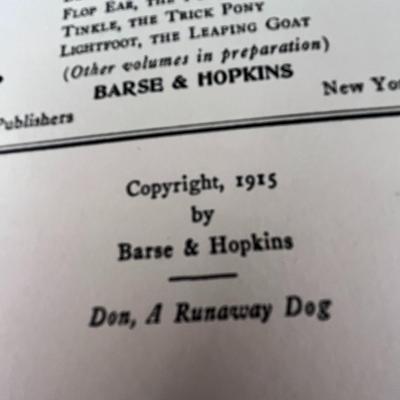 FLOP EAR, THE
TINKLE, THE TRICK PONY
LIGHTFOOT, THE LEAPING GOAT
(Other volumes in preparation)
BARSE & HOPKINS
Publishers New Yo
Copyright, 1915
by
Barse & Hopkins
Don, A Runaway Dog